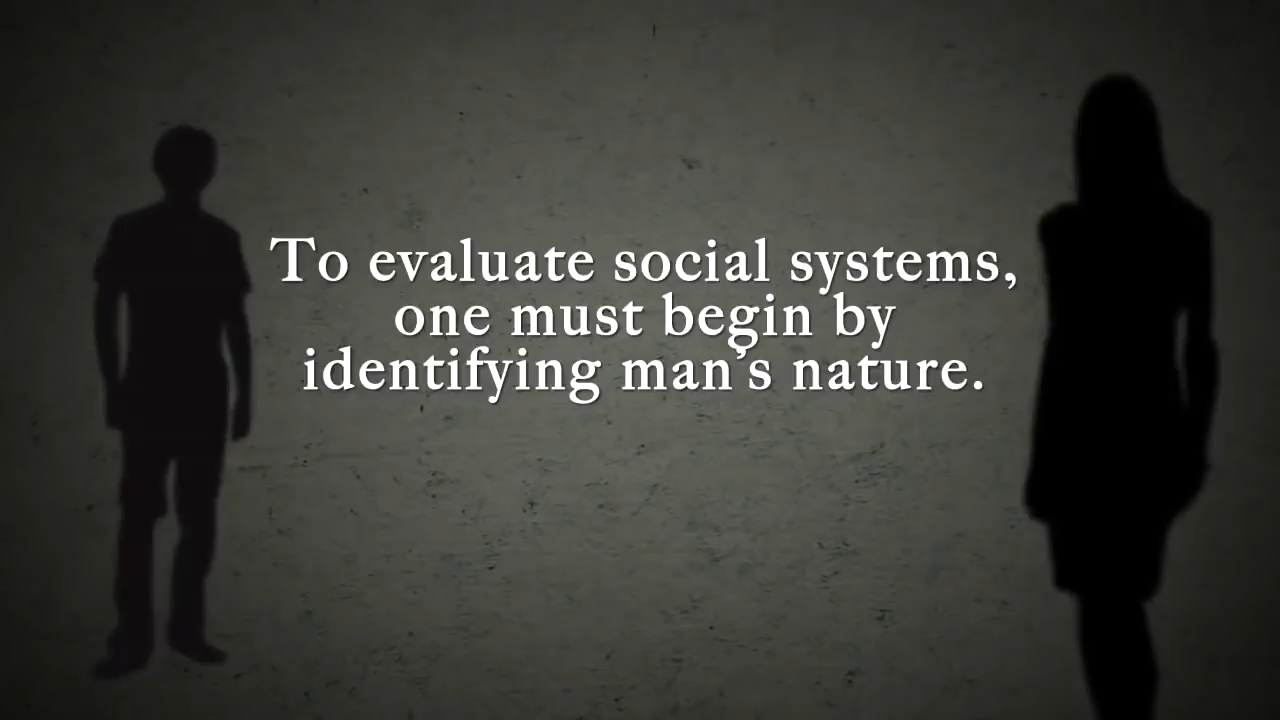 To evaluate social systems,
one must begin by
identifying man's nature.